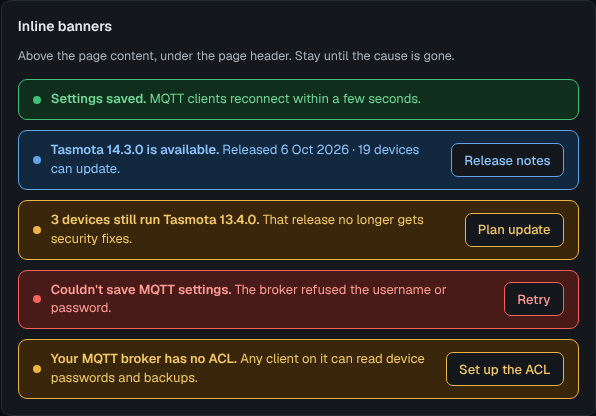 Inline banners
Above the page content, under the page header. Stay until the cause is gone.
Settings saved. MQTT clients reconnect within a few seconds.
Tasmota 14.3.0 is available. Released 6 Oct 2026 · 19 devices
can update.
Release notes
3 devices still run Tasmota 13.4.0. That release no longer gets
security fixes.
Plan update
Couldn't save MQTT settings. The broker refused the username or
password.
Retry
Your MQTT broker has no ACL. Any client on it can read device
passwords and backups.
Set up the ACL